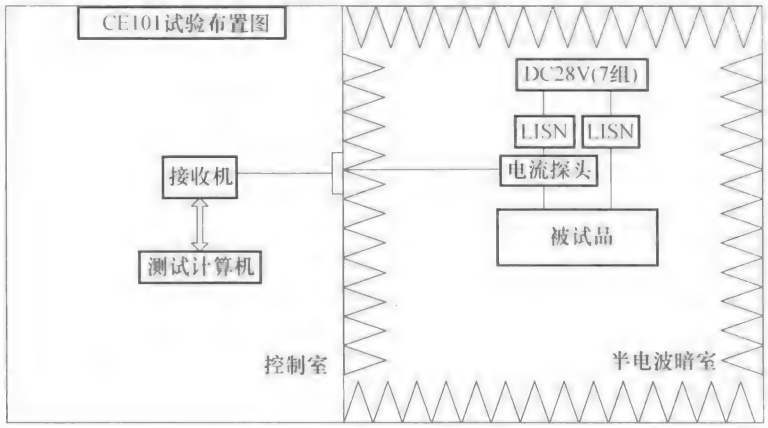 CE101试验布置图
DC28V(7组)
LISN
LISN
接收机
电流探头
被试品
测试计算机
控制室
半电波暗室